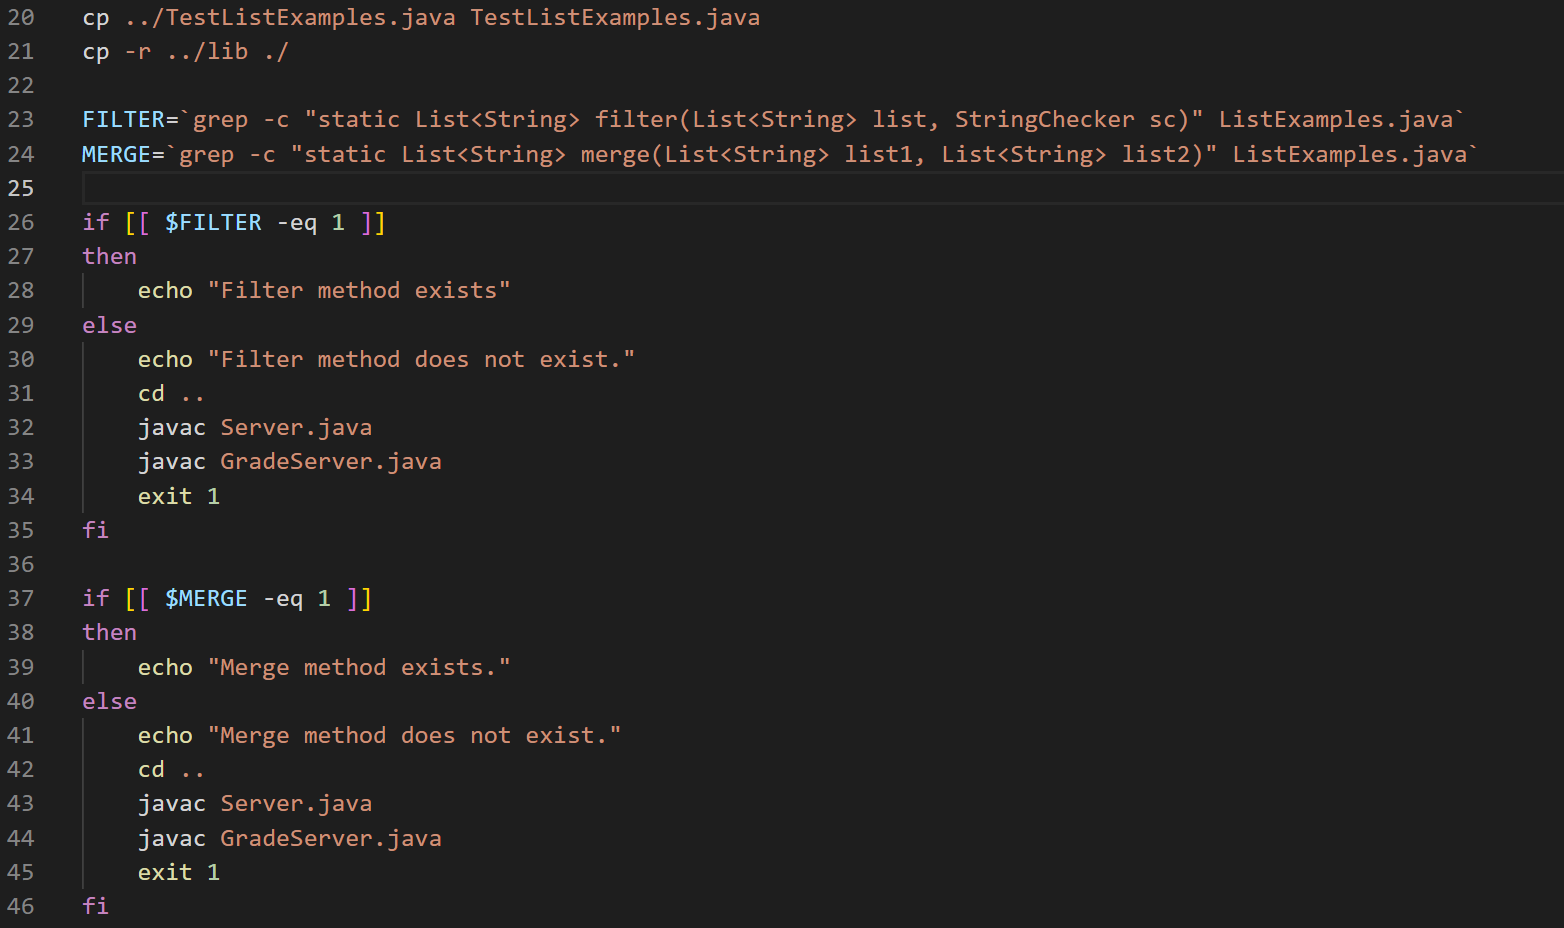 20 cp ../TestListExamples.java TestListExamples.java
21 cp -r ../lib ./
22
23 FILTER=`grep -c "static List<String> filter(List<String> list, StringChecker sc)" ListExamples.java`
24 MERGE=`grep -c "static List<String> merge(List<String> list1, List<String> list2)" ListExamples.java`
25
26 if [[ $FILTER -eq 1 ]]
27 then
28     echo "Filter method exists"
29 else
30     echo "Filter method does not exist."
31     cd ..
32     javac Server.java
33     javac GradeServer.java
34     exit 1
35 fi
36
37 if [[ $MERGE -eq 1 ]]
38 then
39     echo "Merge method exists."
40 else
41     echo "Merge method does not exist."
42     cd ..
43     javac Server.java
44     javac GradeServer.java
45     exit 1
46 fi